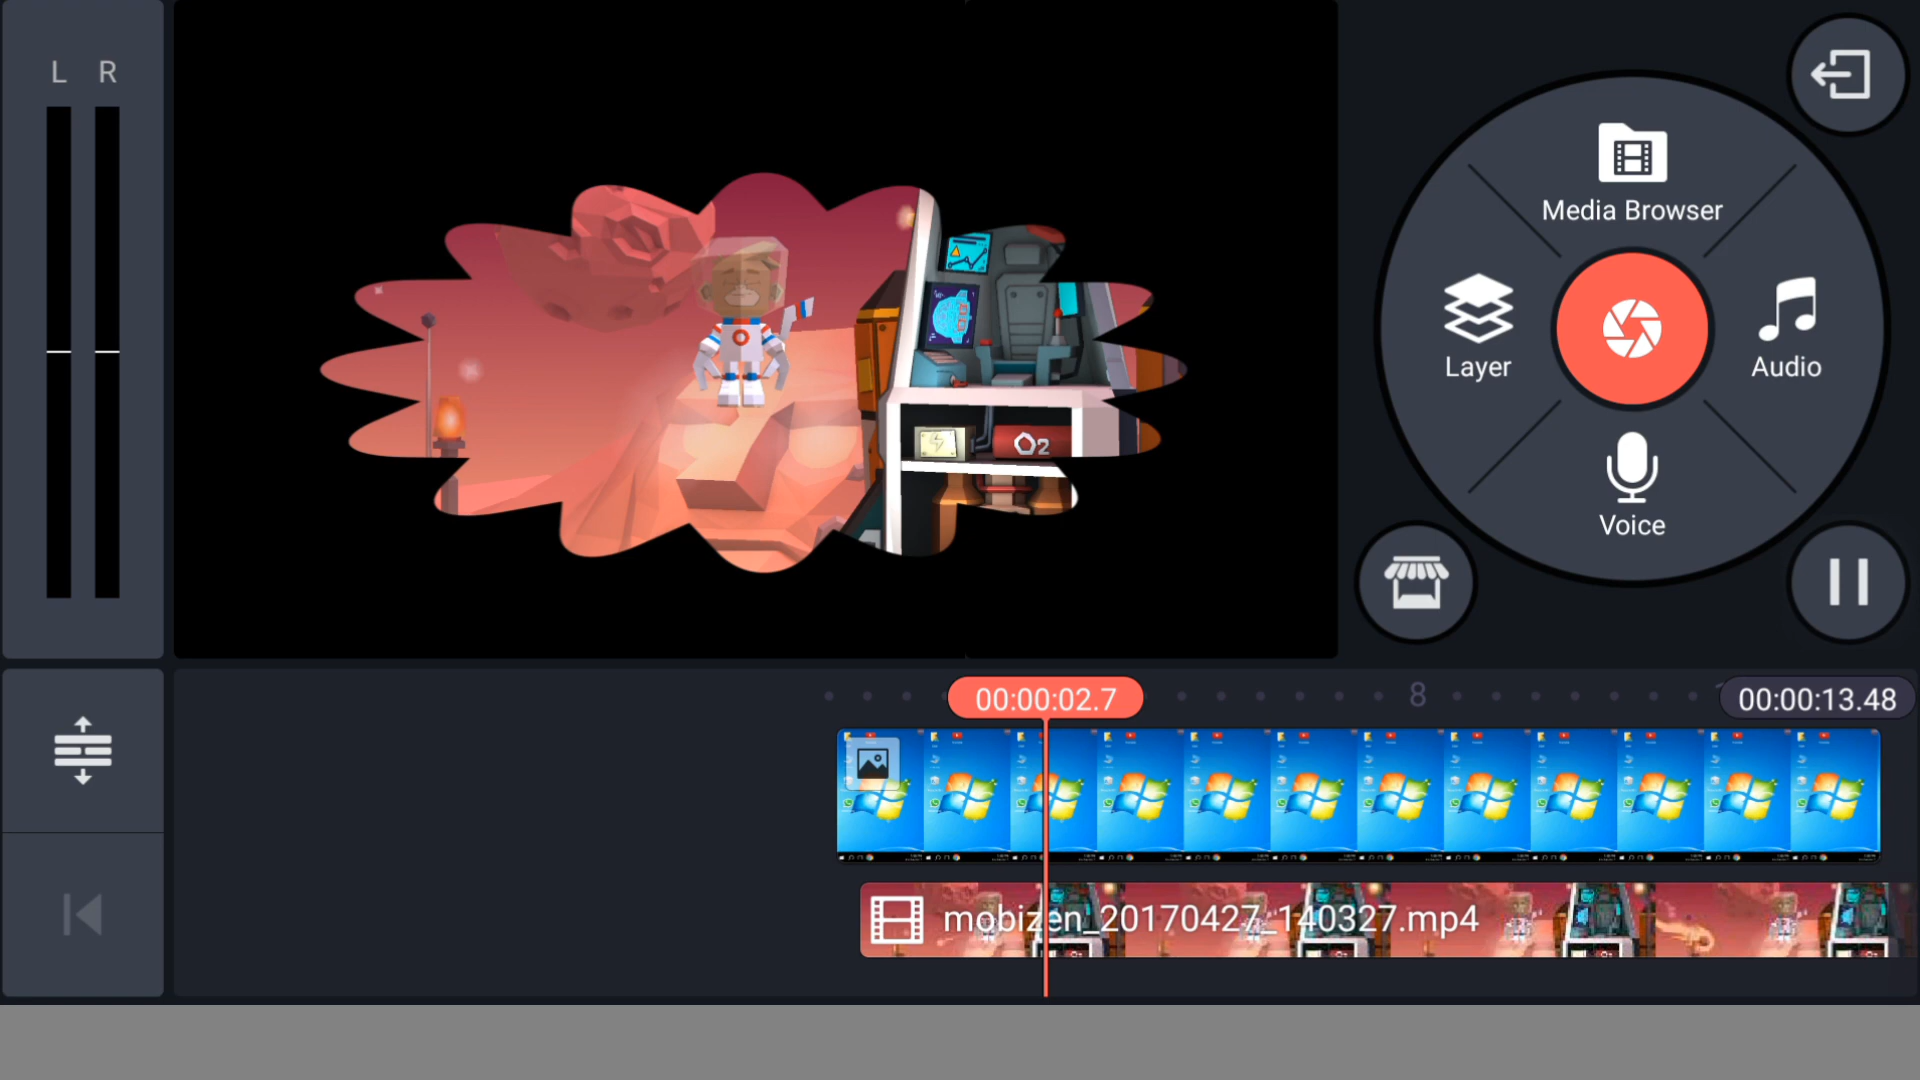 L R
Media Browser
Layer
Audio
Voice
O2
00:00:02.7
8
00:00:13.48
mobizen_20170427_140327.mp4